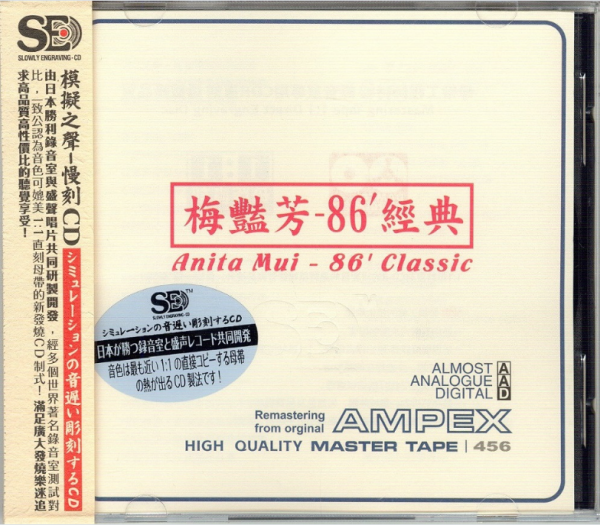 SED
SLOWLY ENGRAVING-CD
模擬之聲-慢刻CD シミュレーションの音遅い彫刻するCD
由日本勝利錄音室與盛聲唱片共同研製開發，經多個世界著名錄音室測試對
比，一致公認為音色可媲美1:1直刻母帶的新發燒CD制式！滿足廣大發燒樂迷追
求高品質高性價比的聽覺享受！
梅艷芳-86'經典
Anita Mui - 86' Classic
SED™
SLOWLY ENGRAVING-CD
シミュレーションの音遅い彫刻するCD
日本が勝つ録音室と盛声レコード共同開発
音色は最も近い1:1の直接コピーする母帯
の熱が出るCD製法です！
ALMOST A
ANALOGUE A
DIGITAL D
Remastering
from orginal AMPEX
HIGH QUALITY MASTER TAPE | 456